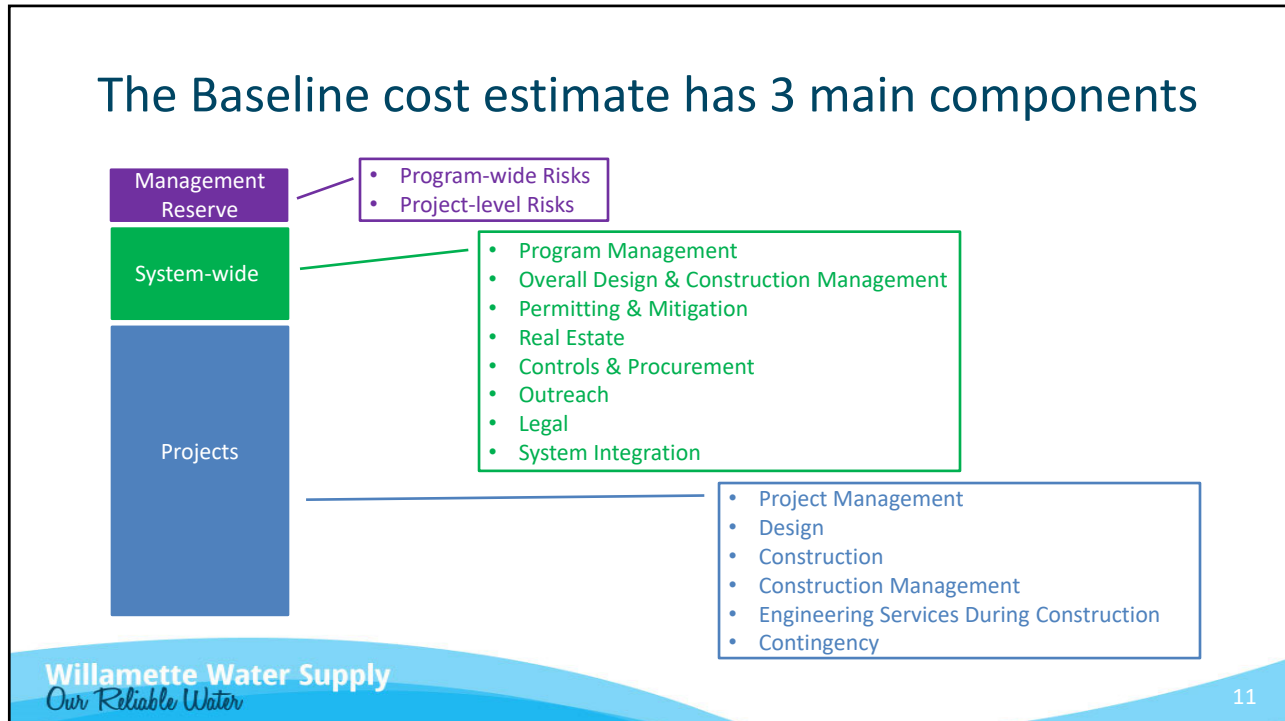 The Baseline cost estimate has 3 main components
Management
Reserve
• Program-wide Risks
• Project-level Risks
System-wide
• Program Management
• Overall Design & Construction Management
• Permitting & Mitigation
• Real Estate
• Controls & Procurement
• Outreach
• Legal
• System Integration
Projects
• Project Management
• Design
• Construction
• Construction Management
• Engineering Services During Construction
• Contingency
Willamette Water Supply
Our Reliable Water
11